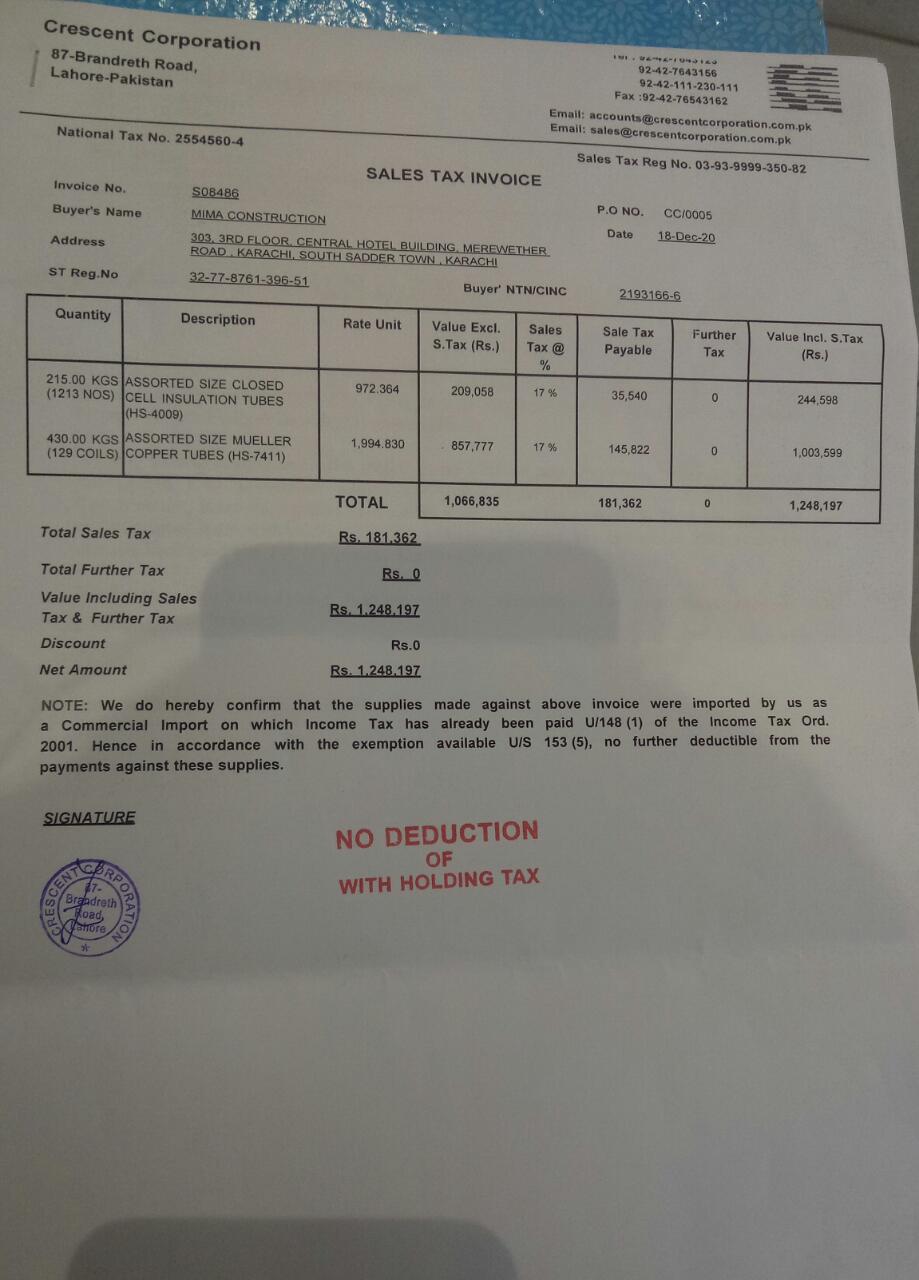 Crescent Corporation
87-Brandreth Road,
Lahore-Pakistan
92-42-7643156
92-42-111-230-111
Fax :92-42-76543162
Email: accounts@crescentcorporation.com.pk
Email: sales@crescentcorporation.com.pk
National Tax No. 2554560-4
Sales Tax Reg No. 03-93-9999-350-82
SALES TAX INVOICE
Invoice No. S08486
Buyer's Name MIMA CONSTRUCTION
P.O NO. CC/0005
Date 18-Dec-20
Address 303, 3RD FLOOR, CENTRAL HOTEL BUILDING, MEREWETHER
ROAD , KARACHI, SOUTH SADDER TOWN , KARACHI
ST Reg.No 32-77-8761-396-51
Buyer' NTN/CINC 2193166-6
Quantity Description Rate Unit Value Excl. Sales Sale Tax Further Value Incl. S.Tax
S.Tax (Rs.) Tax @ Payable Tax (Rs.)
%
215.00 KGS ASSORTED SIZE CLOSED 972.364 209,058 17 % 35,540 0 244,598
(1213 NOS) CELL INSULATION TUBES
(HS-4009)
430.00 KGS ASSORTED SIZE MUELLER 1,994.830 857,777 17 % 145,822 0 1,003,599
(129 COILS) COPPER TUBES (HS-7411)
TOTAL 1,066,835 181,362 0 1,248,197
Total Sales Tax Rs. 181,362
Total Further Tax Rs. 0
Value Including Sales
Tax & Further Tax Rs. 1,248,197
Discount Rs.0
Net Amount Rs. 1,248,197
NOTE: We do hereby confirm that the supplies made against above invoice were imported by us as
a Commercial Import on which Income Tax has already been paid U/148 (1) of the Income Tax Ord.
2001. Hence in accordance with the exemption available U/S 153 (5), no further deductible from the
payments against these supplies.
SIGNATURE
NO DEDUCTION
OF
WITH HOLDING TAX
CRESCENT CORPORATION
87-
Brandreth
Road,
Lahore